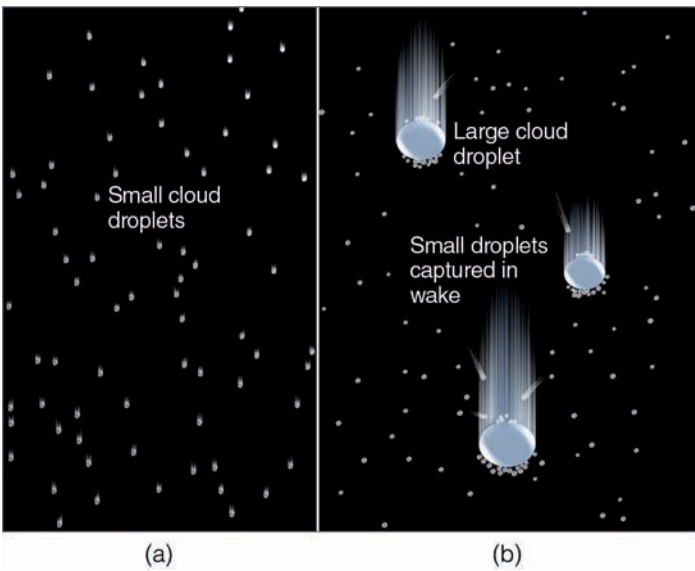 Small cloud
droplets
Large cloud
droplet
Small droplets
captured in
wake
(a)
(b)